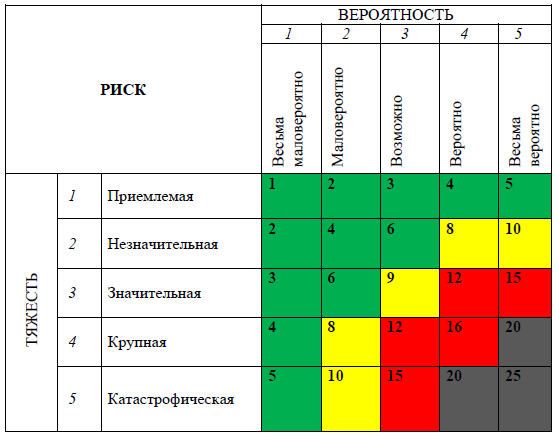 ВЕРОЯТНОСТЬ
1 2 3 4 5
РИСК
Весьма маловероятно
Маловероятно
Возможно
Вероятно
Весьма вероятно
ТЯЖЕСТЬ
1 Приемлемая 1 2 3 4 5
2 Незначительная 2 4 6 8 10
3 Значительная 3 6 9 12 15
4 Крупная 4 8 12 16 20
5 Катастрофическая 5 10 15 20 25